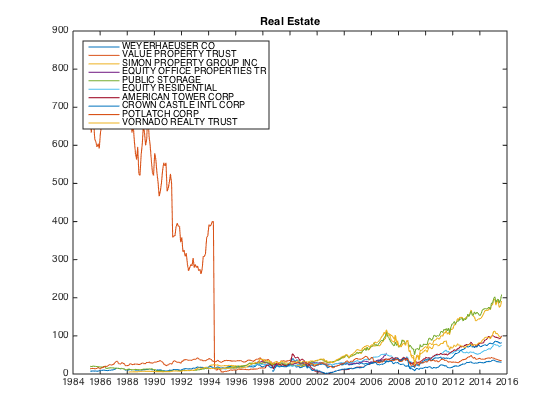 Real Estate
900
800
700
600
500
400
300
200
100
0
WEYERHAEUSER CO
VALUE PROPERTY TRUST
SIMON PROPERTY GROUP INC
EQUITY OFFICE PROPERTIES TR
PUBLIC STORAGE
EQUITY RESIDENTIAL
AMERICAN TOWER CORP
CROWN CASTLE INTL CORP
POTLATCH CORP
VORNADO REALTY TRUST
1984 1986 1988 1990 1992 1994 1996 1998 2000 2002 2004 2006 2008 2010 2012 2014 2016